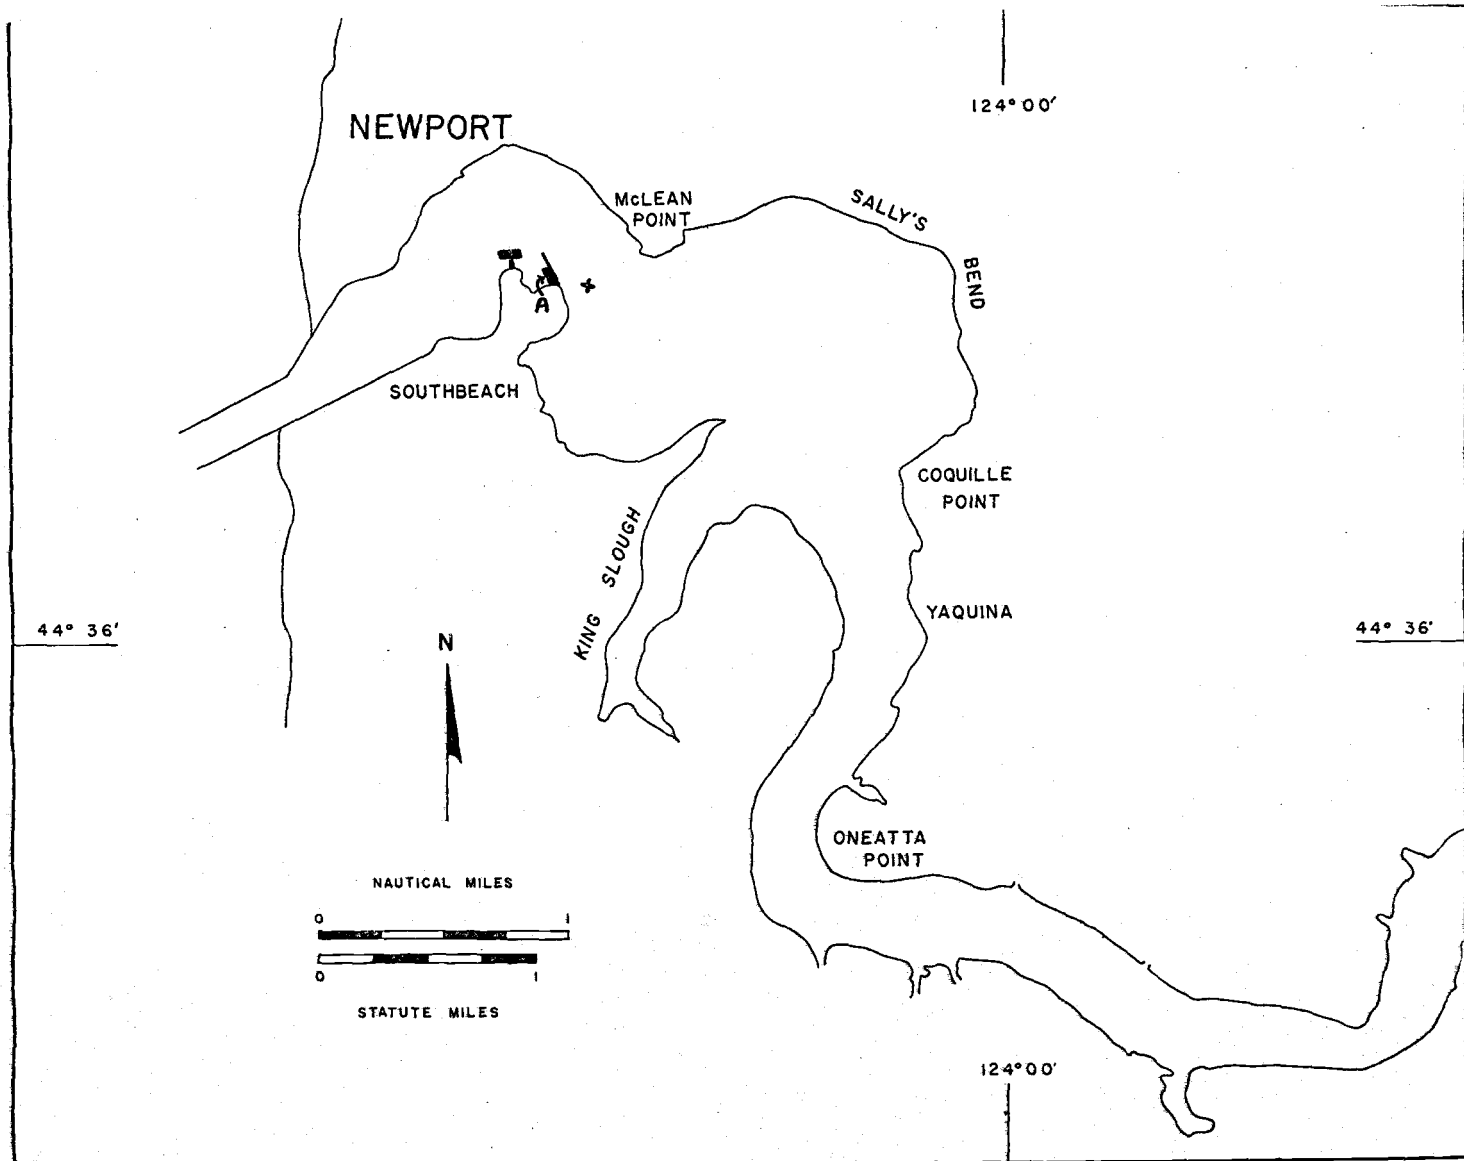 124° 00'
NEWPORT
McLEAN
POINT
SALLY'S
BEND
A
SOUTHBEACH
COQUILLE
POINT
KING SLOUGH
YAQUINA
44° 36'
44° 36'
N
ONEATTA
POINT
NAUTICAL MILES
0 1
0 1
STATUTE MILES
124° 00'